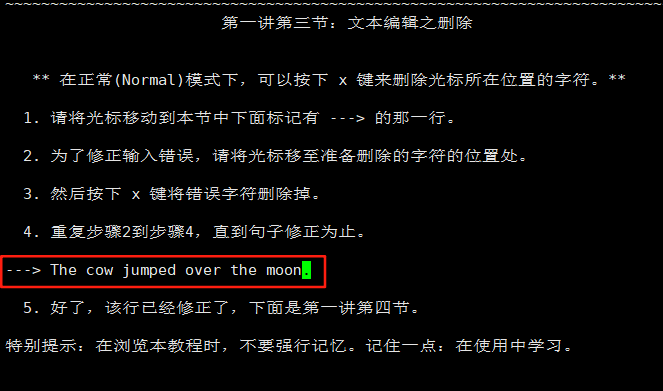 ~~~~~~~~~~~~~~~~~~~~~~~~~~~~~~~~~~~~~~~~~~~~~~~~~~~~~~~~~~~~~~~~~~~~~~~~~
第一讲第三节：文本编辑之删除
** 在正常(Normal)模式下，可以按下 x 键来删除光标所在位置的字符。**
1. 请将光标移动到本节中下面标记有 ---> 的那一行。
2. 为了修正输入错误，请将光标移至准备删除的字符的位置处。
3. 然后按下 x 键将错误字符删除掉。
4. 重复步骤2到步骤4，直到句子修正为止。
---> The cow jumped over the moon.
5. 好了，该行已经修正了，下面是第一讲第四节。
特别提示：在浏览本教程时，不要强行记忆。记住一点：在使用中学习。